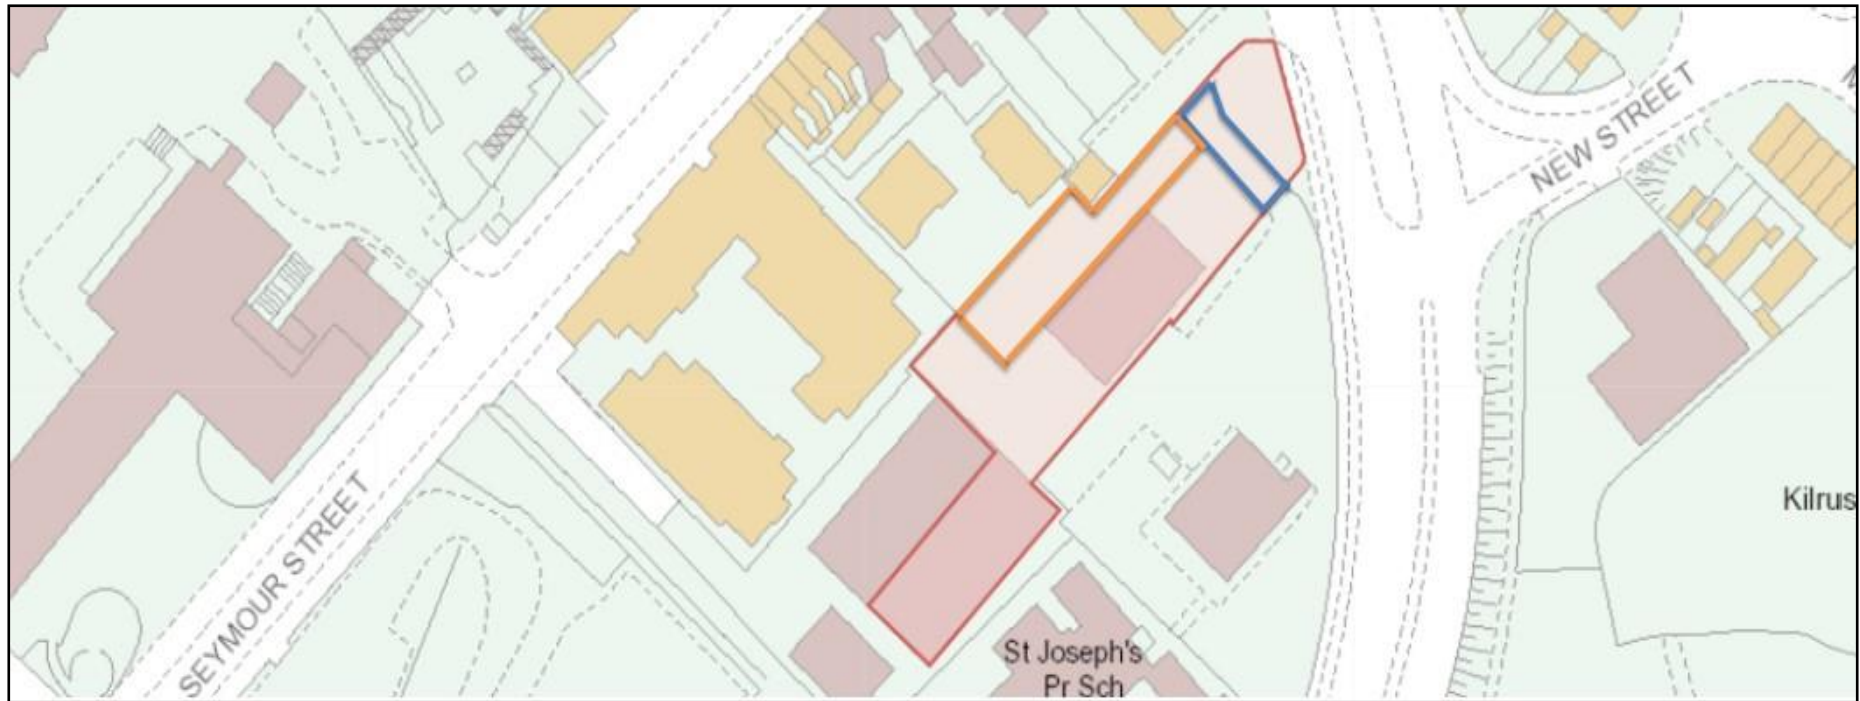 NEW STREET
Kilrus
SEYMOUR STREET
St Joseph's
Pr Sch